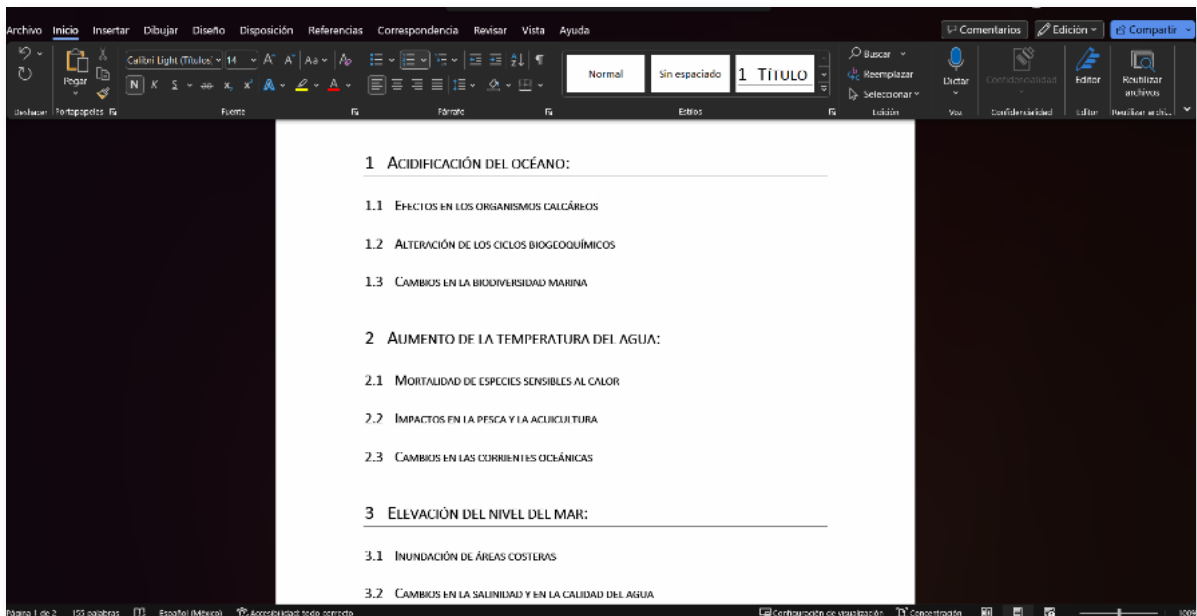 Archivo Inicio Insertar Dibujar Diseño Disposición Referencias Correspondencia Revisar Vista Ayuda
Comentarios Edición Compartir
Pegar
Calibri Light (Títulos) 14
N K S
Normal
Sin espaciado
1 Título
Buscar
Reemplazar
Seleccionar
Dictar
Confidencialidad
Editor
Reutilizar archivos
Deshacer Portapapeles Fuente Párrafo Estilos Edición Voz Confidencialidad Editor Reutilizar archi...
1 Acidificación del océano:
1.1 Efectos en los organismos calcáreos
1.2 Alteración de los ciclos biogeoquímicos
1.3 Cambios en la biodiversidad marina
2 Aumento de la temperatura del agua:
2.1 Mortalidad de especies sensibles al calor
2.2 Impactos en la pesca y la acuicultura
2.3 Cambios en las corrientes oceánicas
3 Elevación del nivel del mar:
3.1 Inundación de áreas costeras
3.2 Cambios en la salinidad y en la calidad del agua
Página 1 de 2 155 palabras Español (México) Accesibilidad: todo correcto Configuración de visualización Concentración 100%